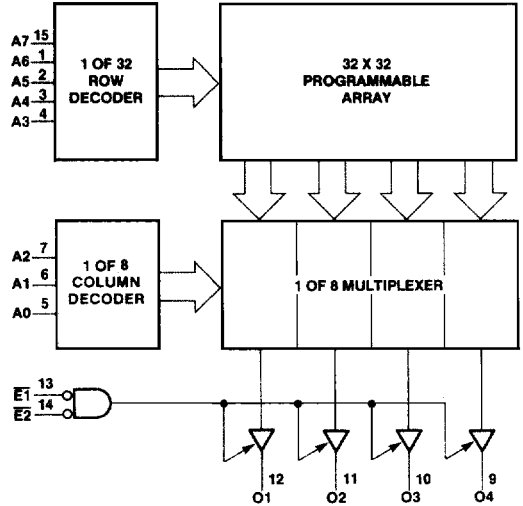 A7 15
A6 1
A5 2
A4 3
A3 4
1 OF 32
ROW
DECODER
32 X 32
PROGRAMMABLE
ARRAY
A2 7
A1 6
A0 5
1 OF 8
COLUMN
DECODER
1 OF 8 MULTIPLEXER
E1 13
E2 14
12 11 10 9
O1 O2 O3 O4